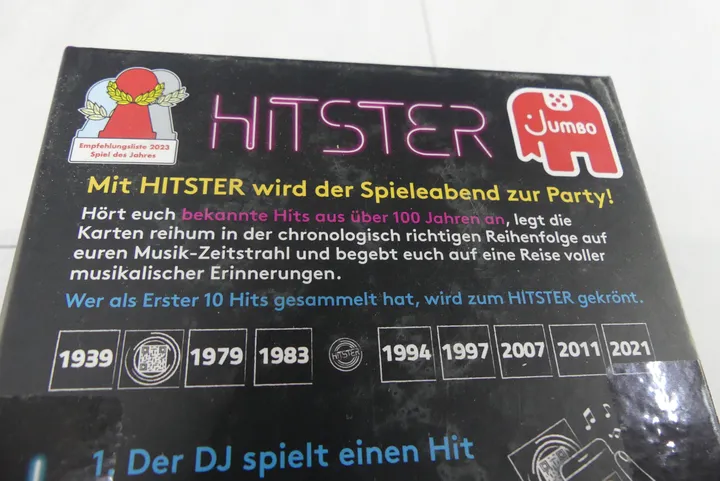 Empfehlungsliste 2023
Spiel des Jahres
HITSTER
JUMBO
Mit HITSTER wird der Spieleabend zur Party!
Hört euch bekannte Hits aus über 100 Jahren an, legt die
Karten reihum in der chronologisch richtigen Reihenfolge auf
euren Musik-Zeitstrahl und begebt euch auf eine Reise voller
musikalischer Erinnerungen.
Wer als Erster 10 Hits gesammelt hat, wird zum HITSTER gekrönt.
1939 1979 1983 HITSTER 1994 1997 2007 2011 2021
1. Der DJ spielt einen Hit